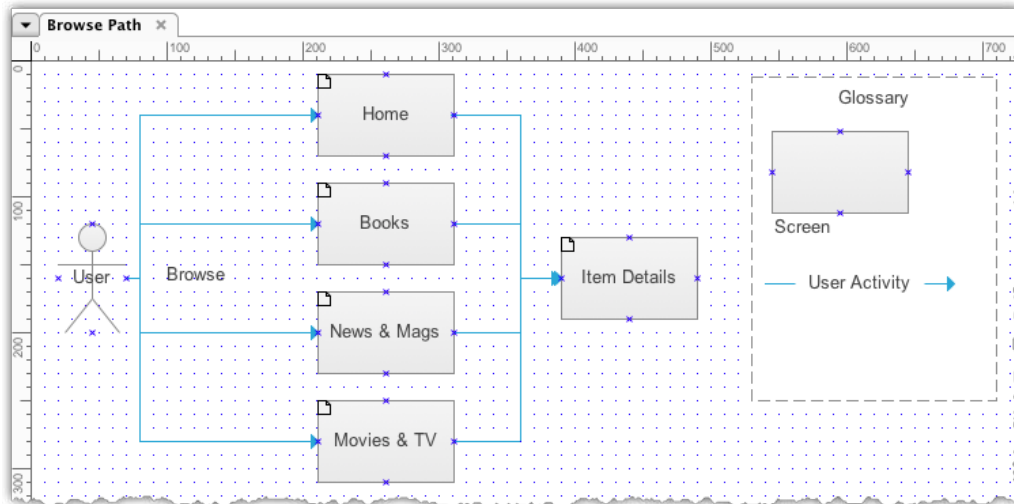 Browse Path
0 100 200 300 400 500 600 700
0
100
200
300
Home
Books
User
Browse
News & Mags
Movies & TV
Item Details
Glossary
Screen
User Activity